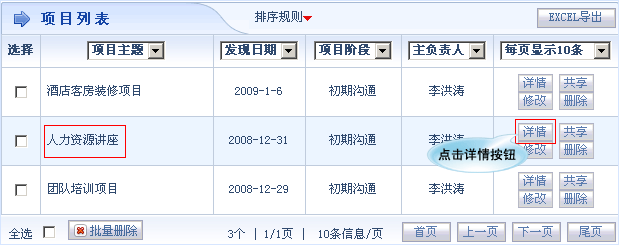 项目列表 排序规则 EXCEL导出
选择 项目主题 发现日期 项目阶段 主负责人 每页显示10条
酒店客房装修项目 2009-1-6 初期沟通 李洪涛 详情 共享
修改 删除
人力资源讲座 2008-12-31 初期沟通 李洪涛 详情 共享
修改 删除
点击详情按钮
团队培训项目 2008-12-29 初期沟通 李洪涛 详情 共享
修改 删除
全选 批量删除 3个 | 1/1页 | 10条信息/页 首页 上一页 下一页 尾页